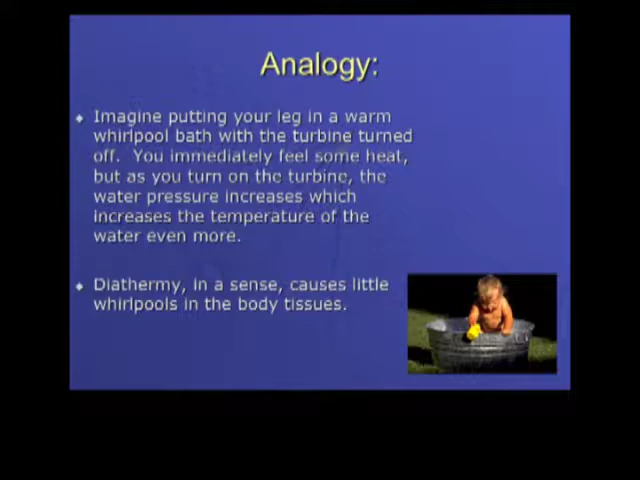 Analogy:
Imagine putting your leg in a warm
whirlpool bath with the turbine turned
off. You immediately feel some heat,
but as you turn on the turbine, the
water pressure increases which
increases the temperature of the
water even more.
Diathermy, in a sense, causes little
whirlpools in the body tissues.